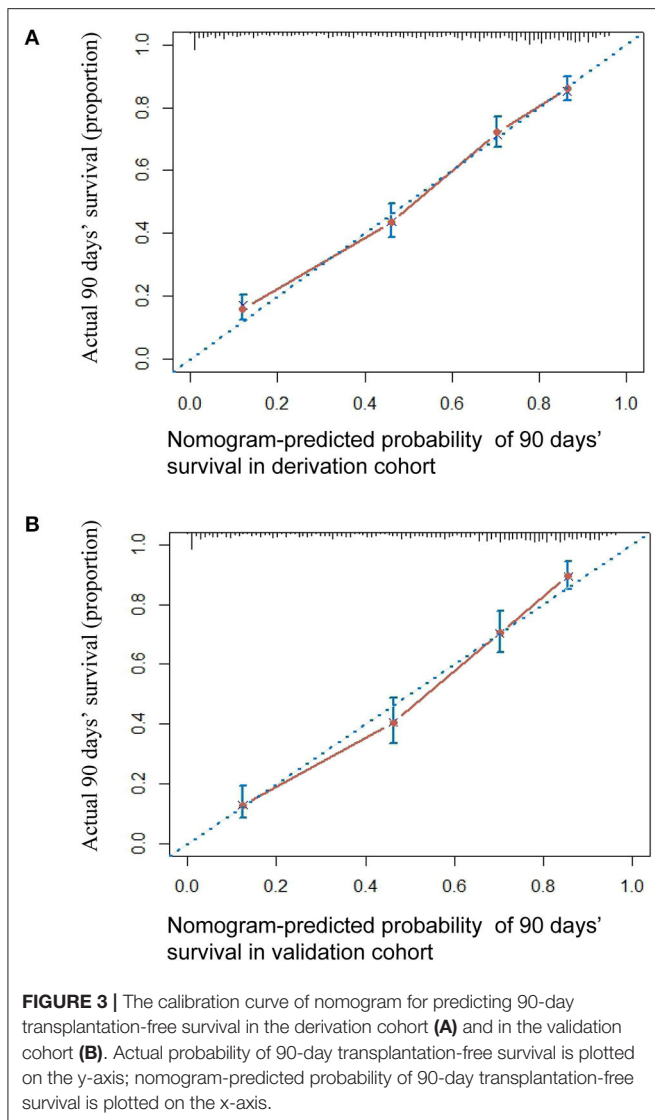 A
Actual 90 days' survival (proportion)
1.0
0.8
0.6
0.4
0.2
0.0
0.0 0.2 0.4 0.6 0.8 1.0
Nomogram-predicted probability of 90 days'
survival in derivation cohort
B
Actual 90 days' survival (proportion)
1.0
0.8
0.6
0.4
0.2
0.0
0.0 0.2 0.4 0.6 0.8 1.0
Nomogram-predicted probability of 90 days'
survival in validation cohort
FIGURE 3 | The calibration curve of nomogram for predicting 90-day
transplantation-free survival in the derivation cohort (A) and in the validation
cohort (B). Actual probability of 90-day transplantation-free survival is plotted
on the y-axis; nomogram-predicted probability of 90-day transplantation-free
survival is plotted on the x-axis.